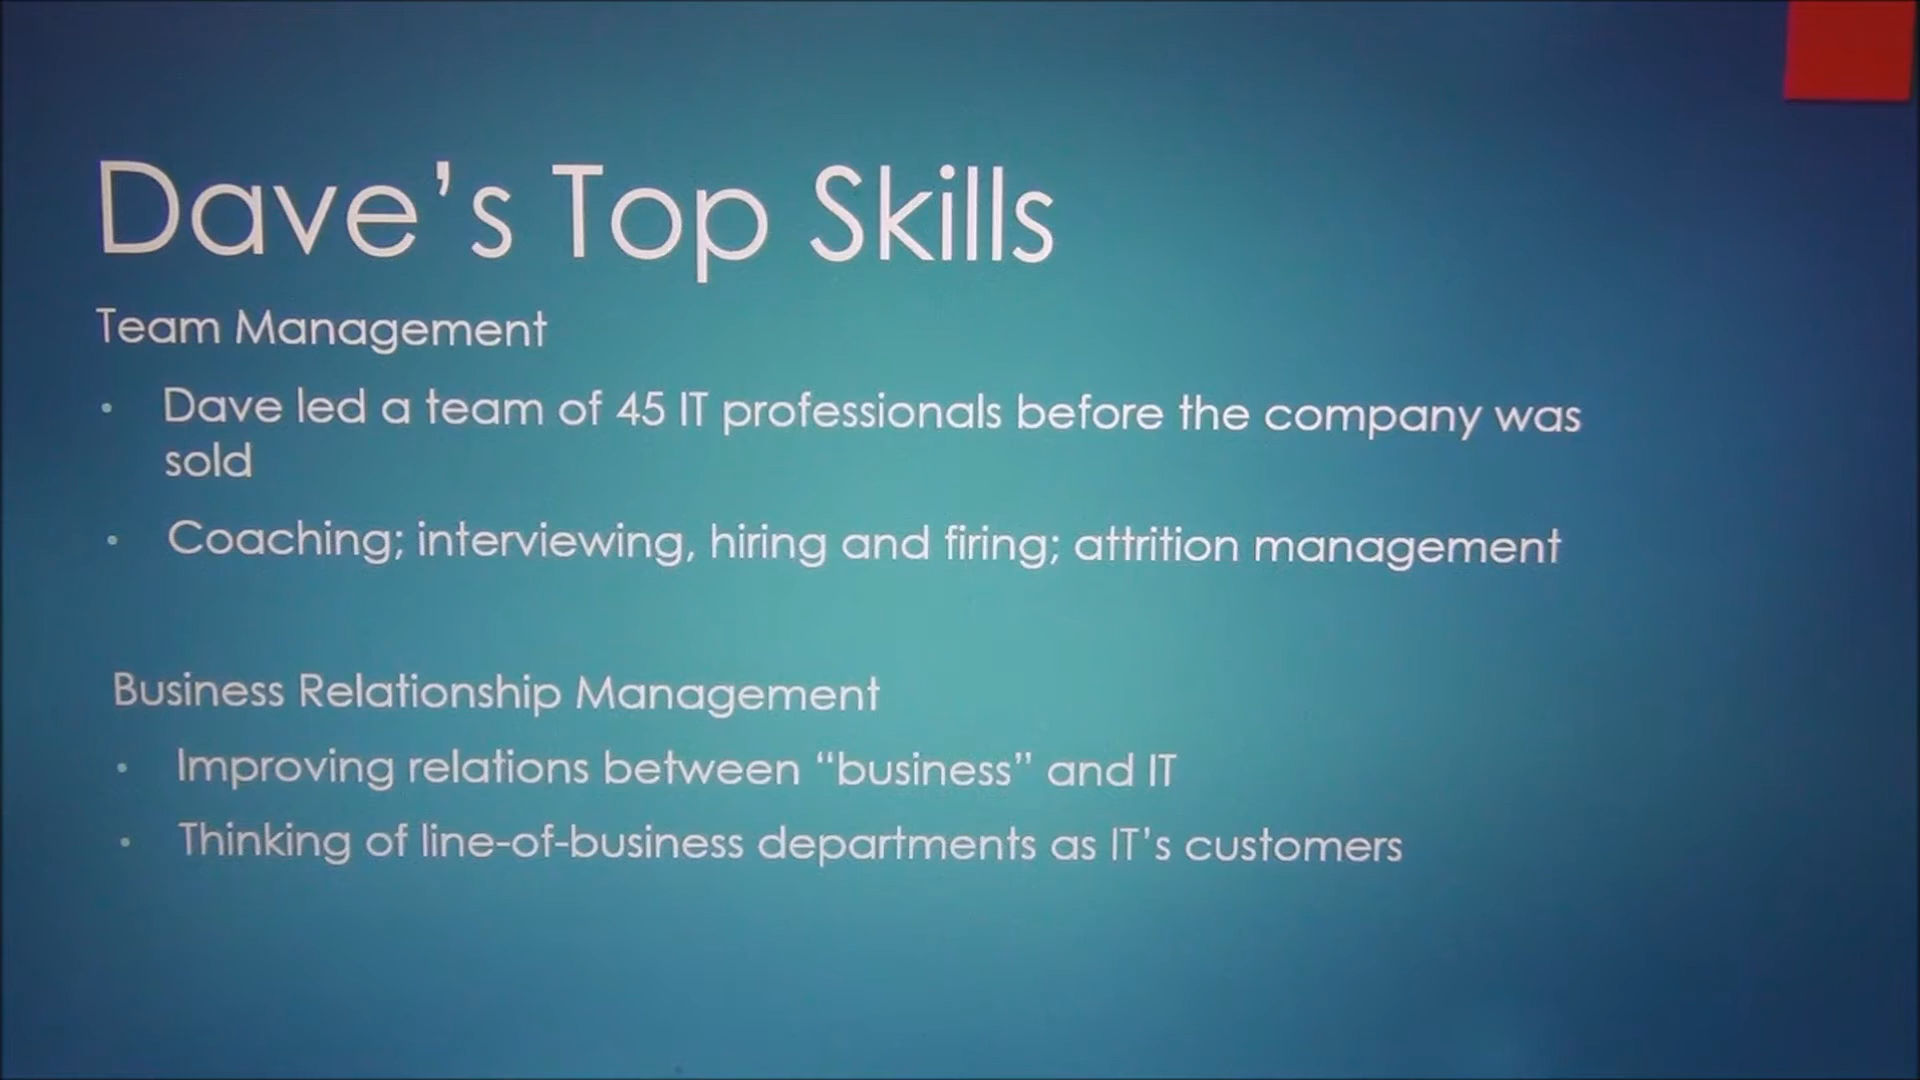 Dave’s Top Skills
Team Management
• Dave led a team of 45 IT professionals before the company was
sold
• Coaching; interviewing, hiring and firing; attrition management
Business Relationship Management
• Improving relations between “business” and IT
• Thinking of line-of-business departments as IT’s customers